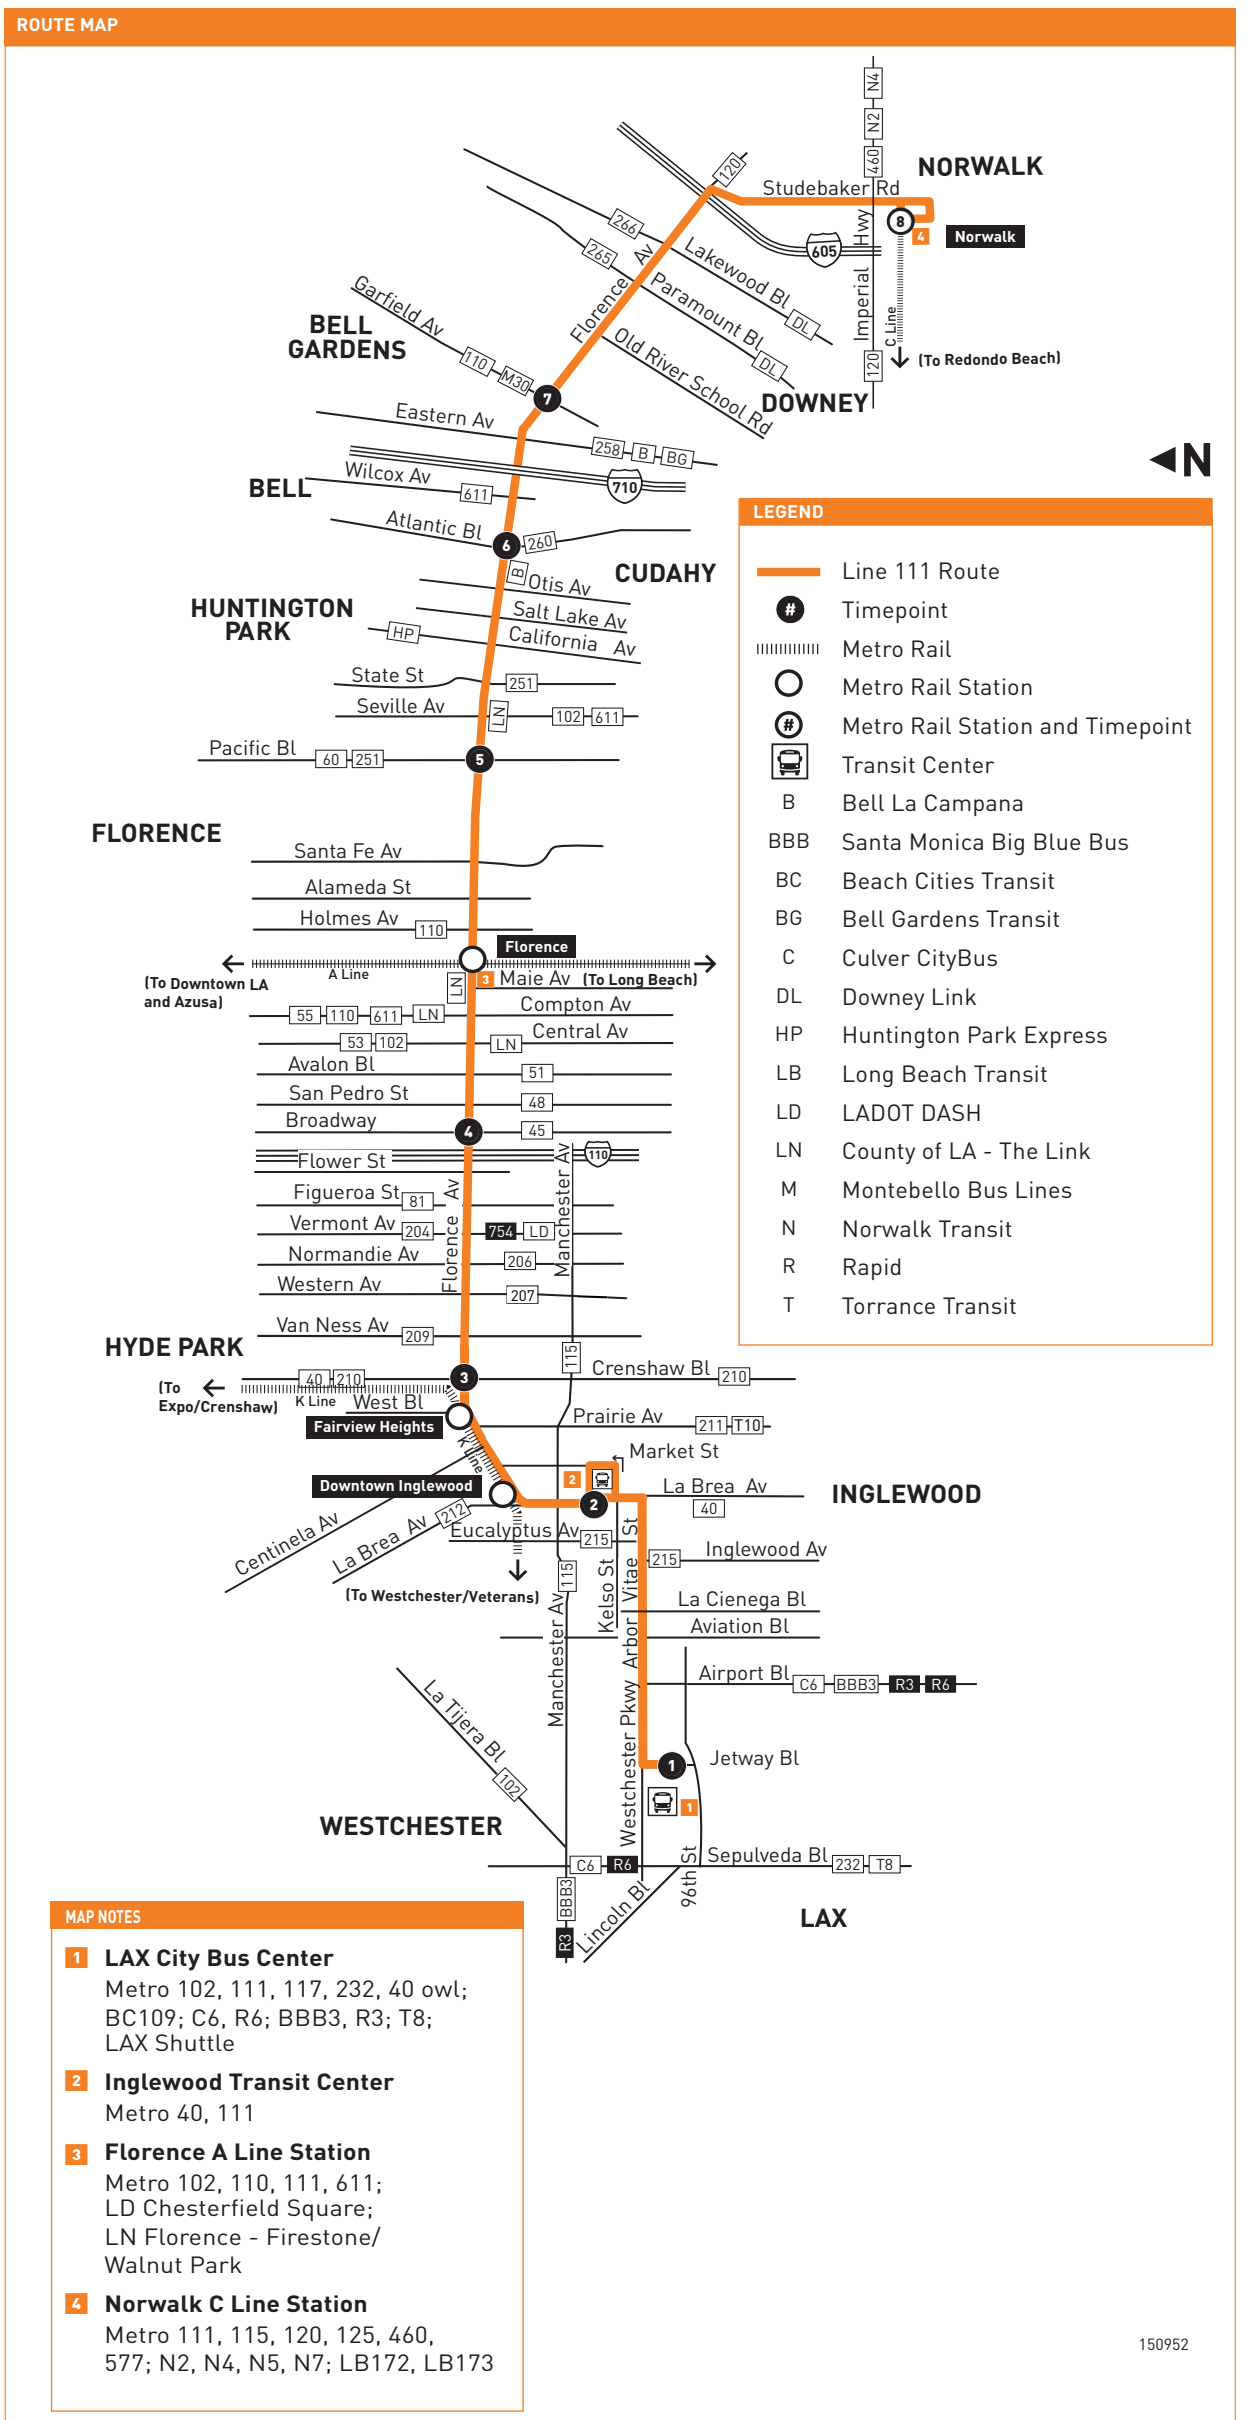 ROUTE MAP
N4
N2
460
NORWALK
120
Studebaker Rd
8
4
Norwalk
266
265
Lakewood Bl
Paramount Bl
DL
DL
605
Imperial Hwy
C Line
120
(To Redondo Beach)
Florence Av
Garfield Av
BELL
GARDENS
110
M30
Old River School Rd
7
DOWNEY
Eastern Av
258
B
BG
N
Wilcox Av
710
BELL
611
Atlantic Bl
6
260
B
Otis Av
CUDAHY
HUNTINGTON
PARK
Salt Lake Av
HP
California Av
State St
251
Seville Av
LN
102
611
Pacific Bl
60
251
5
FLORENCE
Santa Fe Av
Alameda St
Holmes Av
110
Florence
(To Downtown LA
and Azusa)
A Line
LN
3
Maie Av
(To Long Beach)
Compton Av
55
110
611
LN
Central Av
53
102
LN
Avalon Bl
51
San Pedro St
48
Broadway
4
45
Flower St
110
Manchester Av
Figueroa St
81
Florence Av
Vermont Av
204
754
LD
Normandie Av
206
Western Av
207
Van Ness Av
209
HYDE PARK
115
3
Crenshaw Bl
210
40
210
(To
Expo/Crenshaw)
K Line
West Bl
Fairview Heights
Prairie Av
211
T10
K Line
Market St
2
Downtown Inglewood
La Brea Av
40
INGLEWOOD
2
Centinela Av
La Brea Av
212
Eucalyptus Av
215
215
Inglewood Av
115
(To Westchester/Veterans)
Kelso St
Arbor Vitae St
La Cienega Bl
Aviation Bl
Manchester Av
Airport Bl
C6
BBB3
R3
R6
La Tijera Bl
102
Westchester Pkwy
1
Jetway Bl
1
WESTCHESTER
C6
R6
Sepulveda Bl
232
T8
96th St
BBB3
R3
Lincoln Bl
LAX
LEGEND
Line 111 Route
# Timepoint
Metro Rail
Metro Rail Station
# Metro Rail Station and Timepoint
Transit Center
B Bell La Campana
BBB Santa Monica Big Blue Bus
BC Beach Cities Transit
BG Bell Gardens Transit
C Culver CityBus
DL Downey Link
HP Huntington Park Express
LB Long Beach Transit
LD LADOT DASH
LN County of LA - The Link
M Montebello Bus Lines
N Norwalk Transit
R Rapid
T Torrance Transit
MAP NOTES
1 LAX City Bus Center
Metro 102, 111, 117, 232, 40 owl;
BC109; C6, R6; BBB3, R3; T8;
LAX Shuttle
2 Inglewood Transit Center
Metro 40, 111
3 Florence A Line Station
Metro 102, 110, 111, 611;
LD Chesterfield Square;
LN Florence - Firestone/
Walnut Park
4 Norwalk C Line Station
Metro 111, 115, 120, 125, 460,
577; N2, N4, N5, N7; LB172, LB173
150952